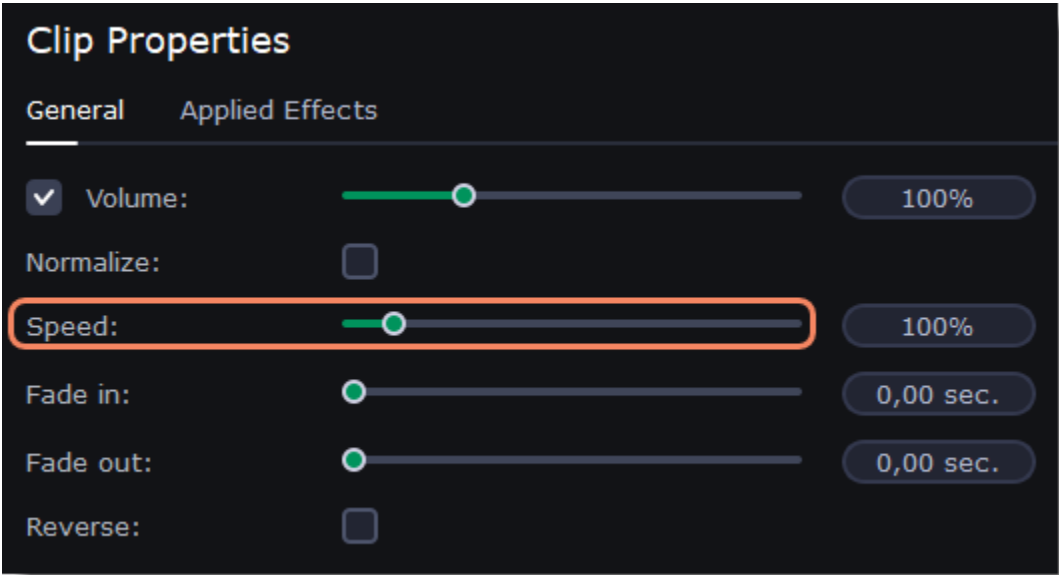 Clip Properties
General Applied Effects
Volume: 100%
Normalize:
Speed: 100%
Fade in: 0,00 sec.
Fade out: 0,00 sec.
Reverse: